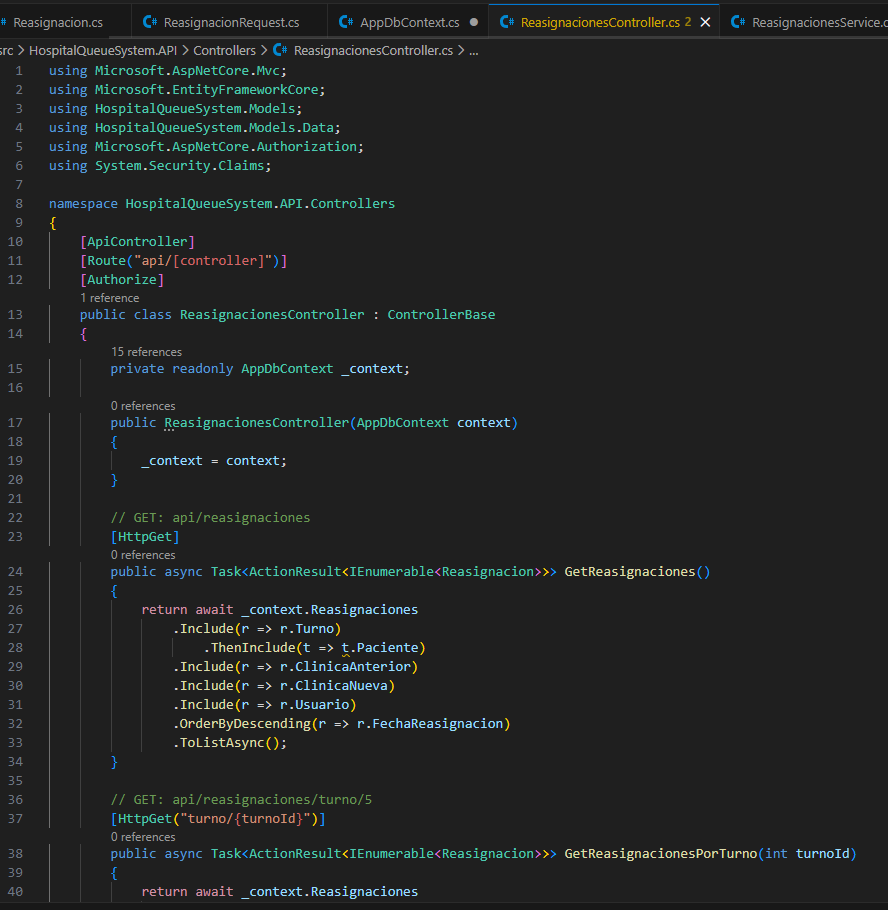 Reasignacion.cs
ReasignacionRequest.cs
AppDbContext.cs
ReasignacionesController.cs 2
src > HospitalQueueSystem.API > Controllers > ReasignacionesController.cs > ...
1 using Microsoft.AspNetCore.Mvc;
2 using Microsoft.EntityFrameworkCore;
3 using HospitalQueueSystem.Models;
4 using HospitalQueueSystem.Models.Data;
5 using Microsoft.AspNetCore.Authorization;
6 using System.Security.Claims;
7
8 namespace HospitalQueueSystem.API.Controllers
9 {
10 [ApiController]
11 [Route("api/[controller]")]
12 [Authorize]
1 reference
13 public class ReasignacionesController : ControllerBase
14 {
15 references
15 private readonly AppDbContext _context;
16
0 references
17 public ReasignacionesController(AppDbContext context)
18 {
19 _context = context;
20 }
21
22 // GET: api/reasignaciones
23 [HttpGet]
0 references
24 public async Task<ActionResult<IEnumerable<Reasignacion>>> GetReasignaciones()
25 {
26 return await _context.Reasignaciones
27 .Include(r => r.Turno)
28 .ThenInclude(t => t.Paciente)
29 .Include(r => r.ClinicaAnterior)
30 .Include(r => r.ClinicaNueva)
31 .Include(r => r.Usuario)
32 .OrderByDescending(r => r.FechaReasignacion)
33 .ToListAsync();
34 }
35
36 // GET: api/reasignaciones/turno/5
37 [HttpGet("turno/{turnoId}")]
0 references
38 public async Task<ActionResult<IEnumerable<Reasignacion>>> GetReasignacionesPorTurno(int turnoId)
39 {
40 return await _context.Reasignaciones